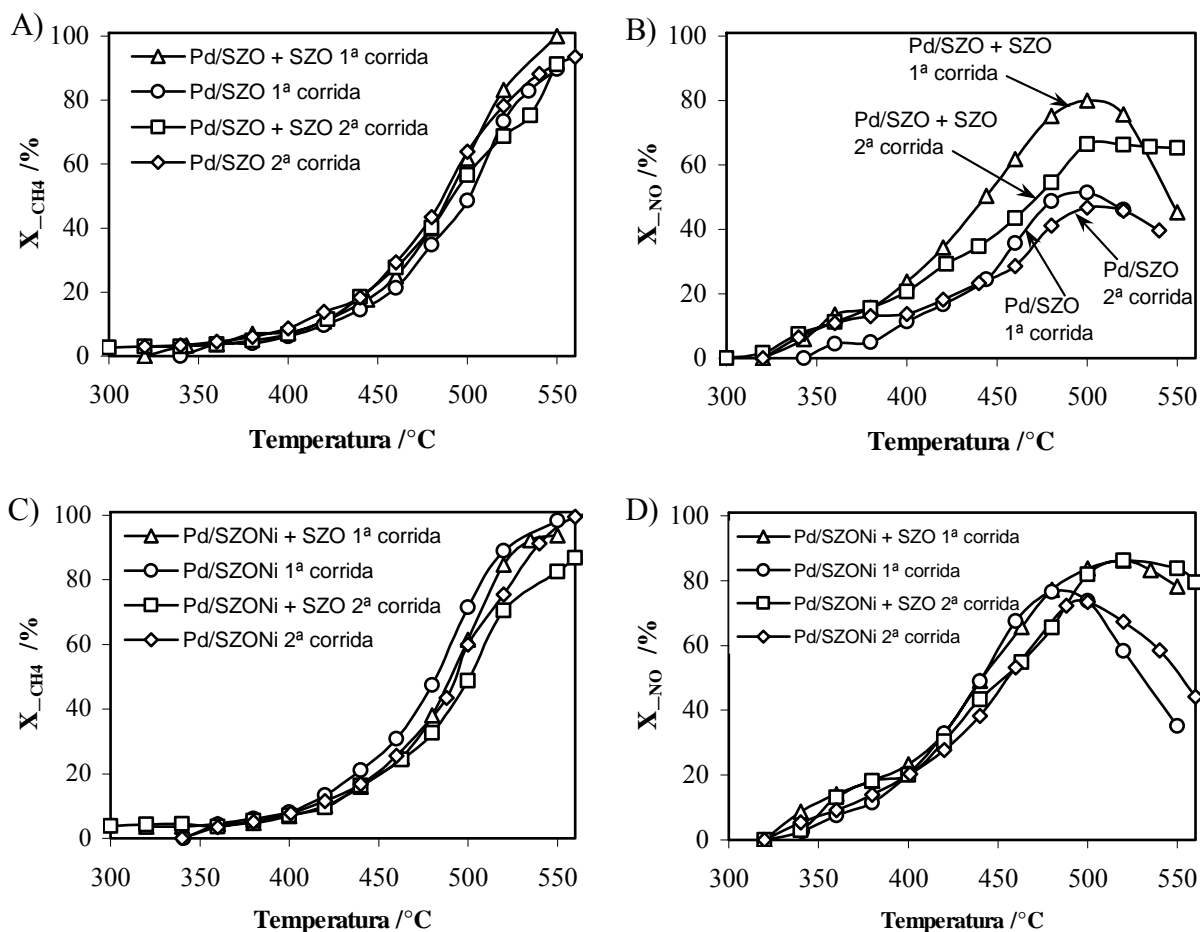 A)
100
80
60
40
20
0
X_CH4 /%
Pd/SZO + SZO 1ª corrida
Pd/SZO 1ª corrida
Pd/SZO + SZO 2ª corrida
Pd/SZO 2ª corrida
300 350 400 450 500 550
Temperatura /°C
B)
100
80
60
40
20
0
X_NO /%
Pd/SZO + SZO
1ª corrida
Pd/SZO + SZO
2ª corrida
Pd/SZO
2ª corrida
Pd/SZO
1ª corrida
300 350 400 450 500 550
Temperatura /°C
C)
100
80
60
40
20
0
X_CH4 /%
Pd/SZONi + SZO 1ª corrida
Pd/SZONi 1ª corrida
Pd/SZONi + SZO 2ª corrida
Pd/SZONi 2ª corrida
300 350 400 450 500 550
Temperatura /°C
D)
100
80
60
40
20
0
X_NO /%
Pd/SZONi + SZO 1ª corrida
Pd/SZONi 1ª corrida
Pd/SZONi + SZO 2ª corrida
Pd/SZONi 2ª corrida
300 350 400 450 500 550
Temperatura /°C